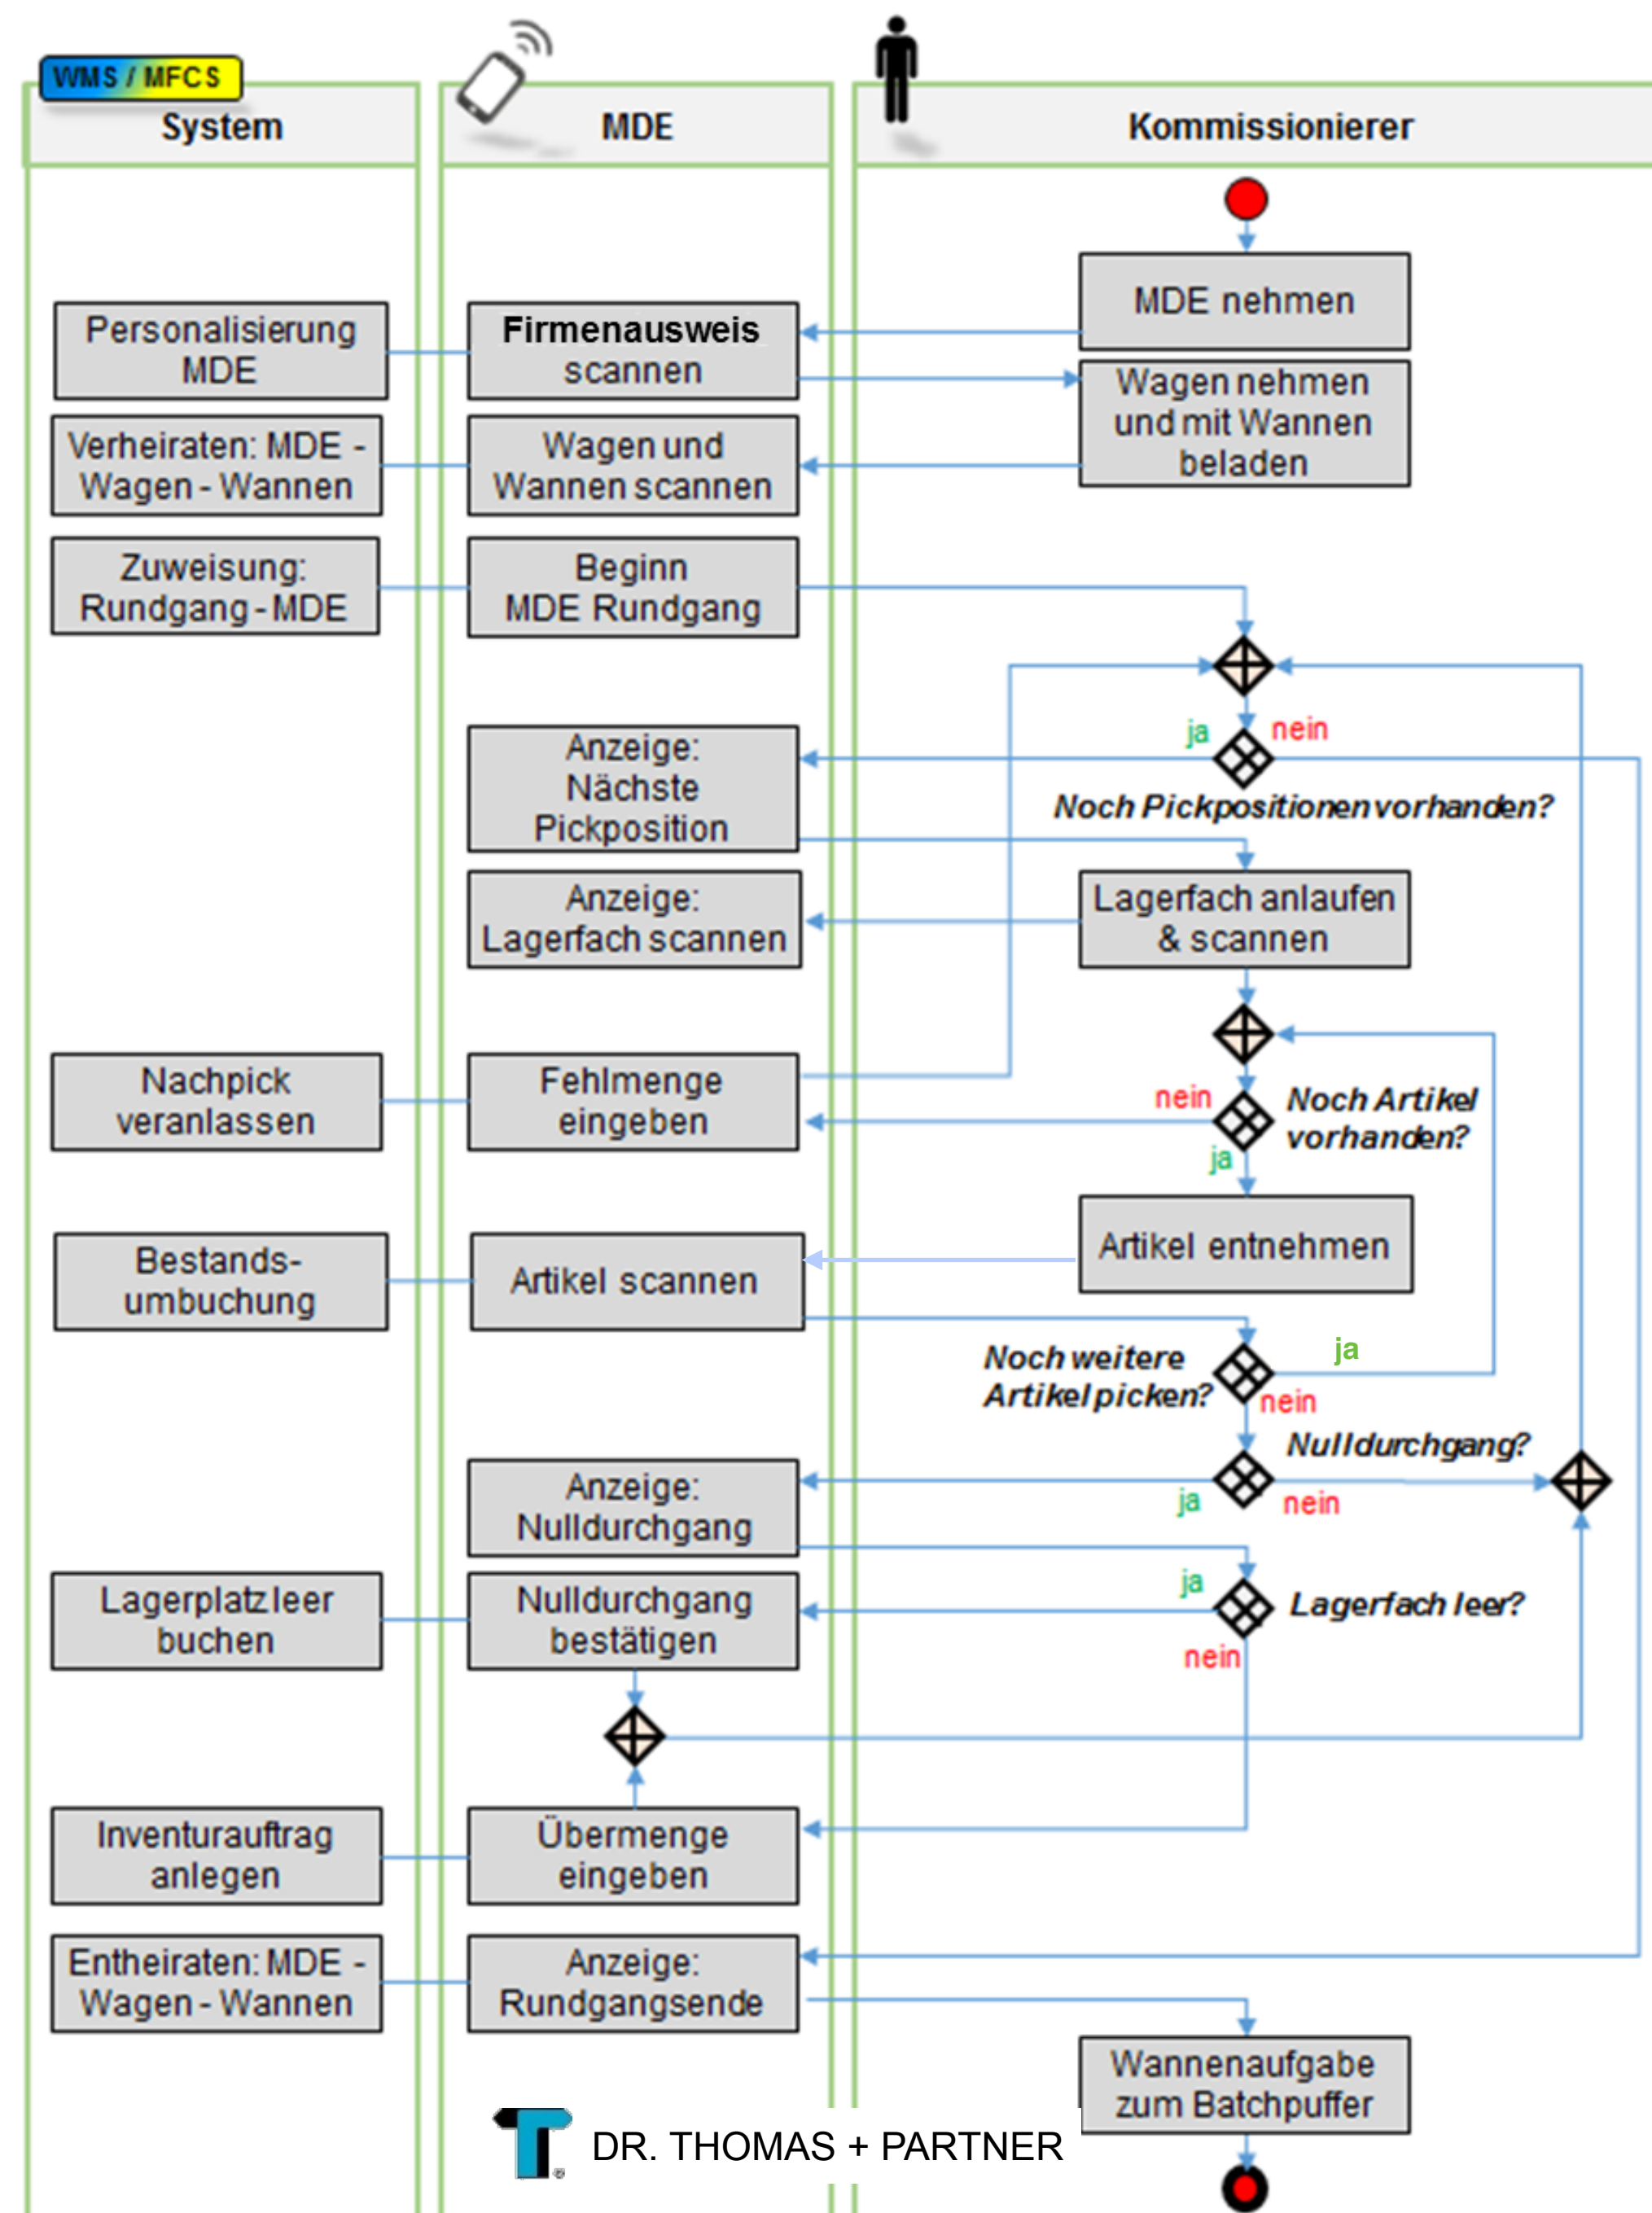 WMS / MFCS
System
MDE
Kommissionierer
MDE nehmen
Personalisierung
MDE
Firmenausweis
scannen
Wagen nehmen
und mit Wannen
beladen
Verheiraten: MDE -
Wagen - Wannen
Wagen und
Wannen scannen
Zuweisung:
Rundgang - MDE
Beginn
MDE Rundgang
ja
nein
Noch Pickpositionen vorhanden?
Anzeige:
Nächste
Pickposition
Anzeige:
Lagerfach scannen
Lagerfach anlaufen
& scannen
Nachpick
veranlassen
Fehlmenge
eingeben
nein
Noch Artikel
vorhanden?
ja
Artikel entnehmen
Bestands-
umbuchung
Artikel scannen
Noch weitere
Artikel picken?
ja
nein
Nulldurchgang?
Anzeige:
Nulldurchgang
ja
nein
Lagerplatz leer
buchen
Nulldurchgang
bestätigen
ja
Lagerfach leer?
nein
Inventurauftrag
anlegen
Übermenge
eingeben
Entheiraten: MDE -
Wagen - Wannen
Anzeige:
Rundgangsende
Wannenaufgabe
zum Batchpuffer
DR. THOMAS + PARTNER